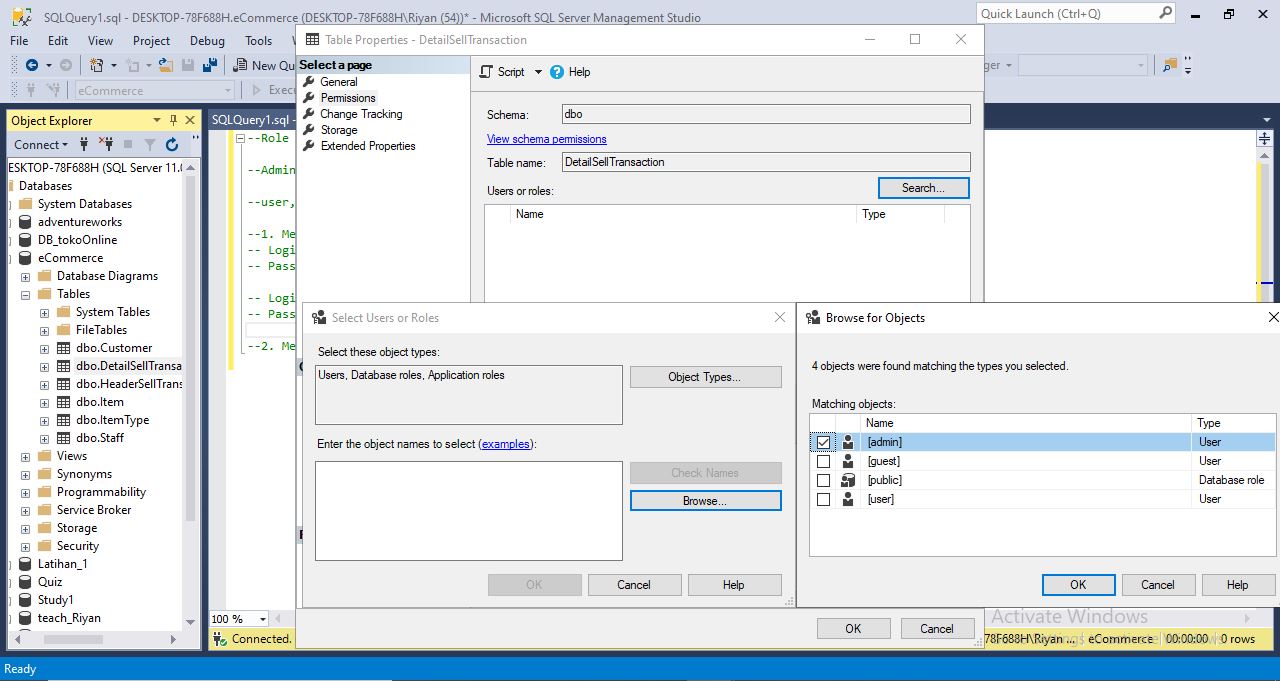 SQLQuery1.sql - DESKTOP-78F688H.eCommerce (DESKTOP-78F688H\Riyan (54))* - Microsoft SQL Server Management Studio
Quick Launch (Ctrl+Q)
File Edit View Project Debug Tools
New Qu
eCommerce
Execu
Object Explorer
Connect
ESKTOP-78F688H (SQL Server 11.0
Databases
System Databases
adventureworks
DB_tokoOnline
eCommerce
Database Diagrams
Tables
System Tables
FileTables
dbo.Customer
dbo.DetailSellTransa
dbo.HeaderSellTrans
dbo.Item
dbo.ItemType
dbo.Staff
Views
Synonyms
Programmability
Service Broker
Storage
Security
Latihan_1
Quiz
Study1
teach_Riyan
SQLQuery1.sql -
--Role
--Admin
--user,
--1. Me
-- Logi
-- Pass
-- Logi
-- Pass
--2. Me
100 %
Connected.
Table Properties - DetailSellTransaction
Select a page
General
Permissions
Change Tracking
Storage
Extended Properties
Script Help
Schema: dbo
View schema permissions
Table name: DetailSellTransaction
Users or roles: Search...
Name Type
OK Cancel
Select Users or Roles
Select these object types:
Users, Database roles, Application roles
Object Types...
Enter the object names to select (examples):
Check Names
Browse...
OK Cancel Help
Browse for Objects
4 objects were found matching the types you selected.
Matching objects:
Name Type
[admin] User
[guest] User
[public] Database role
[user] User
OK Cancel Help
Activate Windows
78F688H\Riyan ... eCommerce 00:00:00 0 rows
Ready